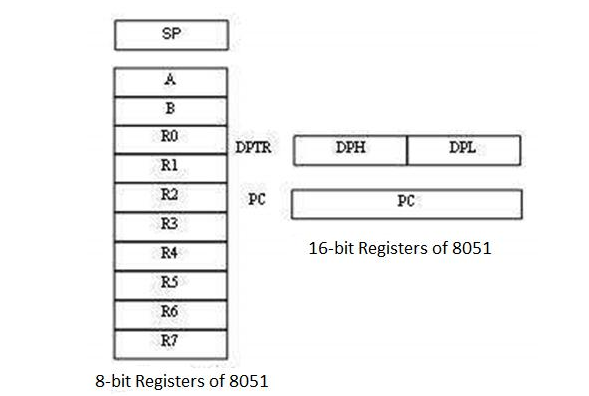 SP
A
B
R0
R1
R2
R3
R4
R5
R6
R7
8-bit Registers of 8051
DPTR DPH DPL
PC PC
16-bit Registers of 8051